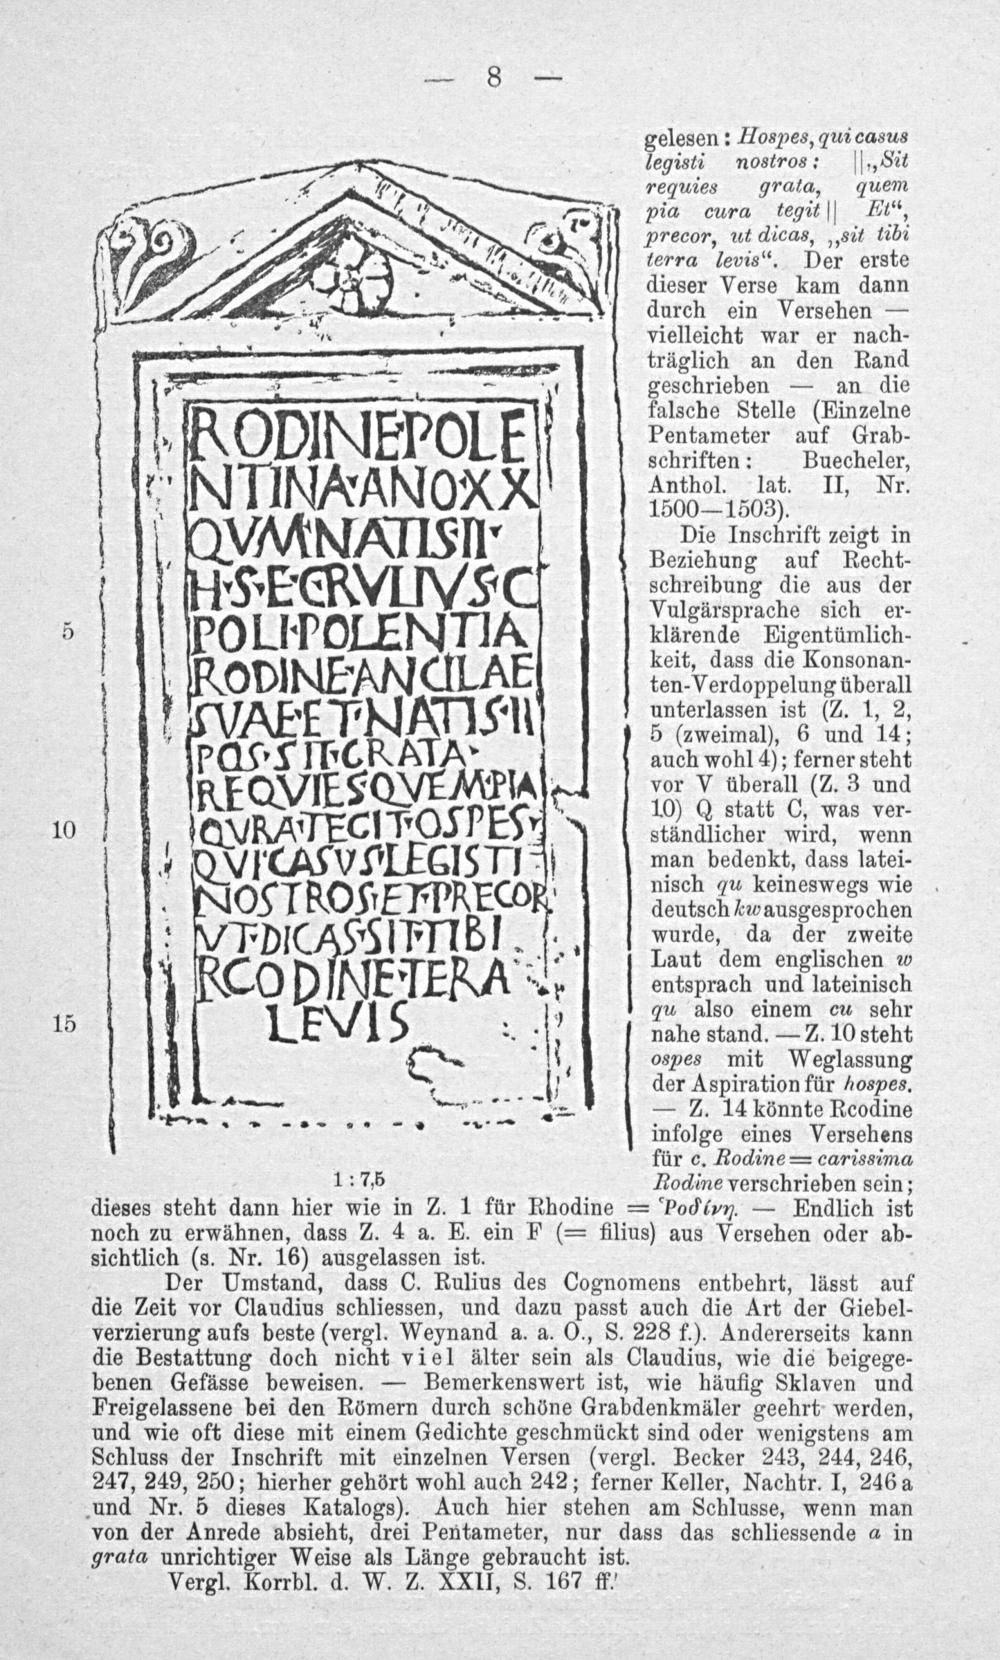 — 8 —
RODINE·POLE
NTINA·ANO·XX
QVM·NATIS·II·
H·S·E·C·RVLIVS·C
5
POLI·POLENTIA
RODINE·ANCILAE
SVAE·ET·NATIS·II
POS·SIT·GRATA·
REQVIES QVEM·PIA
10
QVRA·TEGIT·OSPES·
QVI·CASVS·LEGISTI
NOSTROS·ET·PRECOR
VT·DICAS·SIT·TIBI
RCODINE·TERA
15
LEVIS
1 : 7,5
gelesen: Hospes, qui casus
legisti nostros: ||„Sit
requies grata, quem
pia cura tegit || Et“,
precor, ut dicas, „sit tibi
terra levis“. Der erste
dieser Verse kam dann
durch ein Versehen —
vielleicht war er nach-
träglich an den Rand
geschrieben — an die
falsche Stelle (Einzelne
Pentameter auf Grab-
schriften: Buecheler,
Anthol. lat. II, Nr.
1500—1503).
Die Inschrift zeigt in
Beziehung auf Recht-
schreibung die aus der
Vulgärsprache sich er-
klärende Eigentümlich-
keit, dass die Konsonan-
ten-Verdoppelung überall
unterlassen ist (Z. 1, 2,
5 (zweimal), 6 und 14;
auch wohl 4); ferner steht
vor V überall (Z. 3 und
10) Q statt C, was ver-
ständlicher wird, wenn
man bedenkt, dass latei-
nisch qu keineswegs wie
deutsch kw ausgesprochen
wurde, da der zweite
Laut dem englischen w
entsprach und lateinisch
qu also einem cu sehr
nahe stand. — Z. 10 steht
ospes mit Weglassung
der Aspiration für hospes.
— Z. 14 könnte Rcodine
infolge eines Versehens
für c. Rodine = carissima
Rodine verschrieben sein;
dieses steht dann hier wie in Z. 1 für Rhodine = Ῥοδίνη. — Endlich ist
noch zu erwähnen, dass Z. 4 a. E. ein F (= filius) aus Versehen oder ab-
sichtlich (s. Nr. 16) ausgelassen ist.
Der Umstand, dass C. Rulius des Cognomens entbehrt, lässt auf
die Zeit vor Claudius schliessen, und dazu passt auch die Art der Giebel-
verzierung aufs beste (vergl. Weynand a. a. O., S. 228 f.). Andererseits kann
die Bestattung doch nicht viel älter sein als Claudius, wie die beigege-
benen Gefässe beweisen. — Bemerkenswert ist, wie häufig Sklaven und
Freigelassene bei den Römern durch schöne Grabdenkmäler geehrt werden,
und wie oft diese mit einem Gedichte geschmückt sind oder wenigstens am
Schluss der Inschrift mit einzelnen Versen (vergl. Becker 243, 244, 246,
247, 249, 250; hierher gehört wohl auch 242; ferner Keller, Nachtr. I, 246 a
und Nr. 5 dieses Katalogs). Auch hier stehen am Schlusse, wenn man
von der Anrede absieht, drei Pentameter, nur dass das schliessende a in
grata unrichtiger Weise als Länge gebraucht ist.
Vergl. Korrbl. d. W. Z. XXII, S. 167 ff.